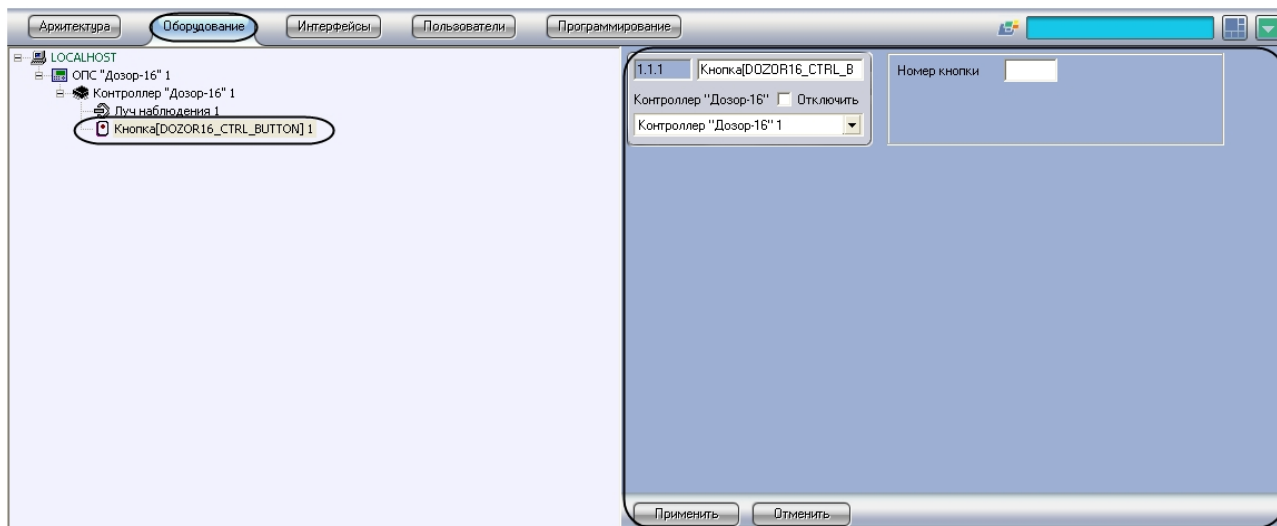 Архитектура Оборудование Интерфейсы Пользователи Программирование
LOCALHOST
ОПС "Дозор-16" 1
Контроллер "Дозор-16" 1
Луч наблюдения 1
Кнопка[DOZOR16_CTRL_BUTTON] 1
1.1.1 Кнопка[DOZOR16_CTRL_B
Номер кнопки
Контроллер "Дозор-16" Отключить
Контроллер "Дозор-16" 1
Применить Отменить